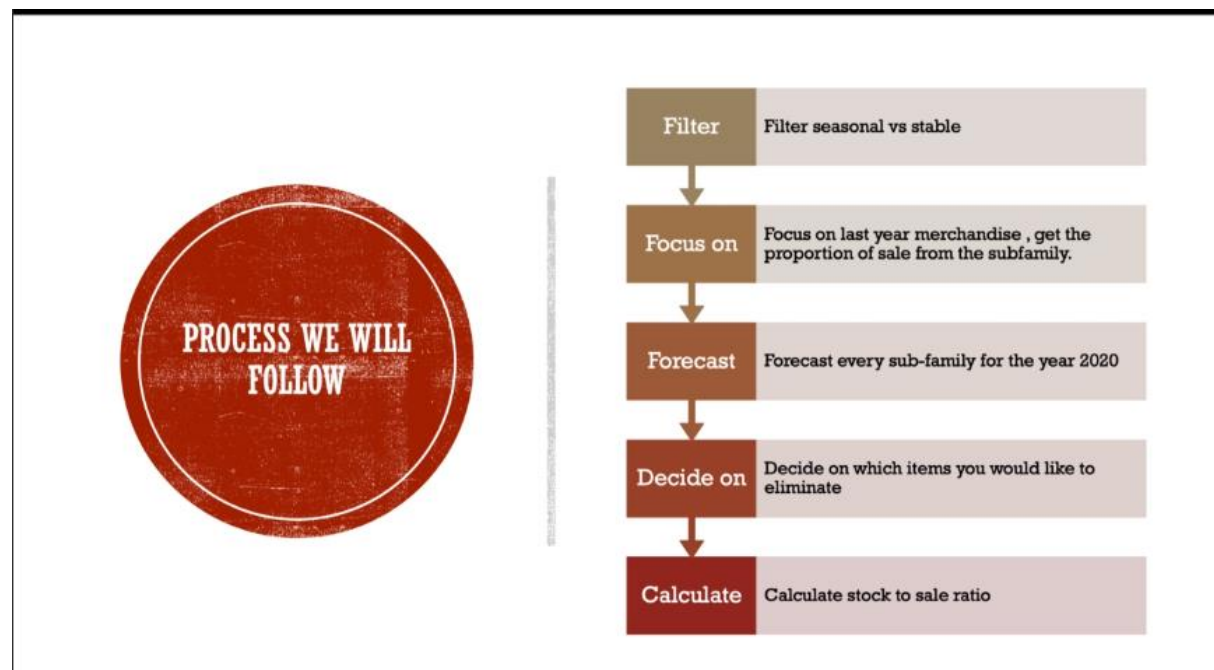 PROCESS WE WILL
FOLLOW
Filter
Filter seasonal vs stable
Focus on
Focus on last year merchandise , get the
proportion of sale from the subfamily.
Forecast
Forecast every sub-family for the year 2020
Decide on
Decide on which items you would like to
eliminate
Calculate
Calculate stock to sale ratio